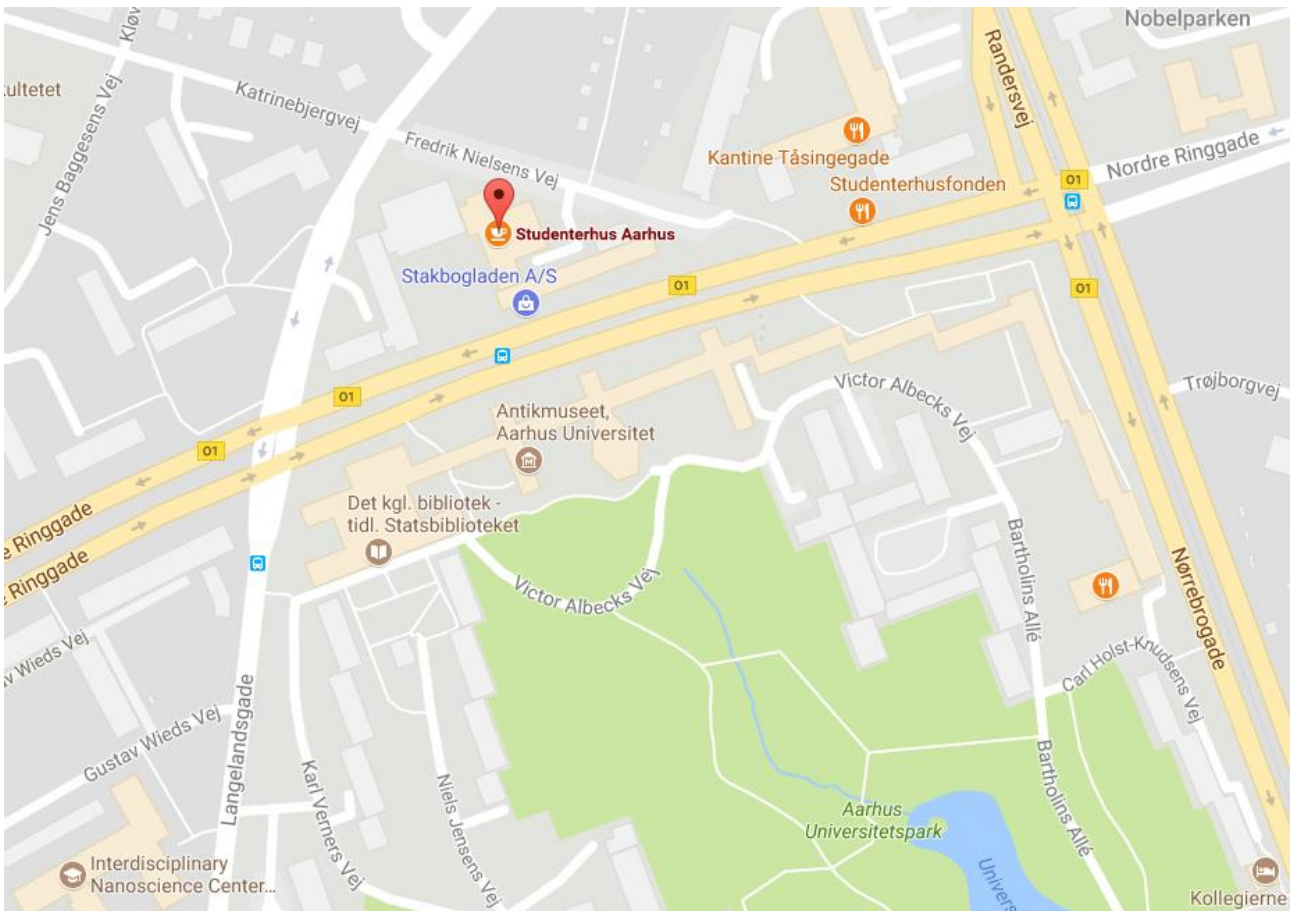 Nobelparken
Kløv
ultetet
Katrinebjergvej
Randersvej
Jens Baggesens Vej
Fredrik Nielsens Vej
Kantine Tåsingegade
Nordre Ringgade
Studenterhusfonden
O1
Studenterhus Aarhus
Stakbogladen A/S
O1
O1
Victor Albecks Vej
Trøjborgvej
O1
Antikmuseet,
Aarhus Universitet
O1
Det kgl. bibliotek -
tidl. Statsbiblioteket
e Ringgade
e Ringgade
Victor Albecks Vej
Bartholins Allé
Nørrebrogade
v Wieds Vej
Carl Holst-Knudsens Vej
Gustav Wieds Vej
Langelandsgade
Karl Verners Vej
Niels Jensens Vej
Bartholins Allé
Aarhus
Universitetspark
Interdisciplinary
Nanoscience Center...
Univers
Kollegierne